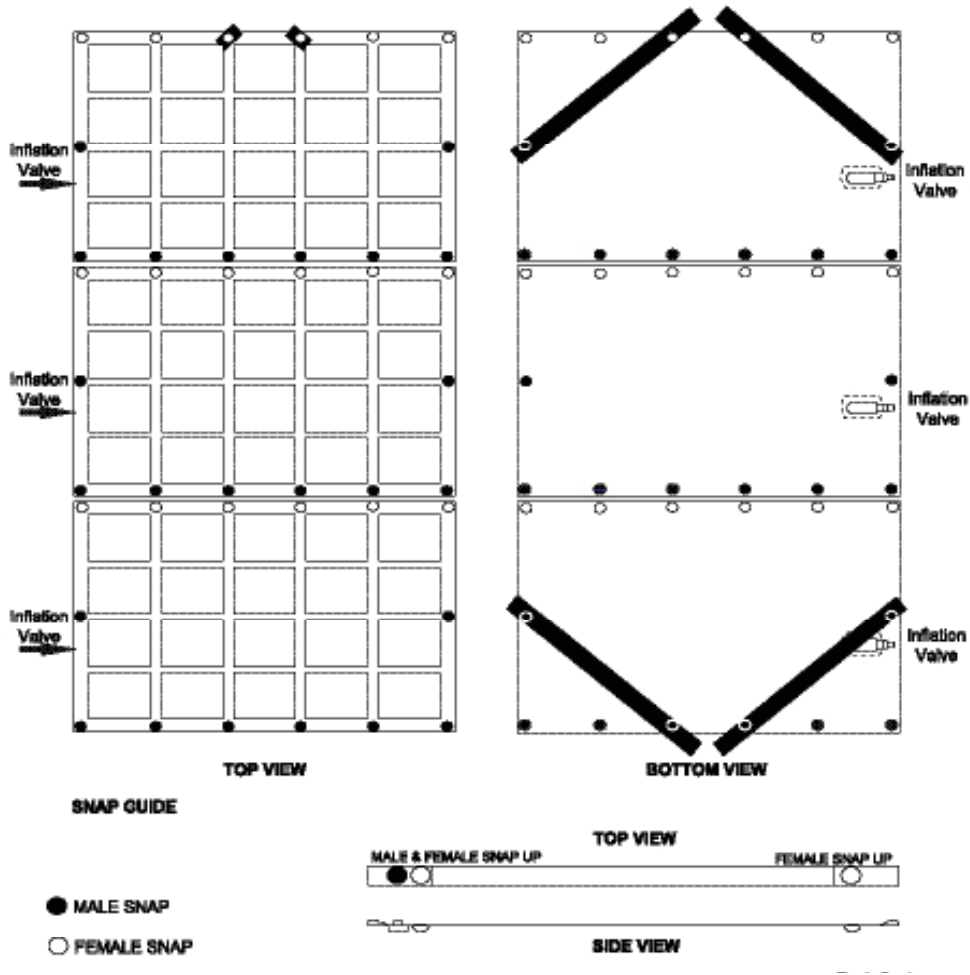 Inflation
Valve
Inflation
Valve
Inflation
Valve
Inflation
Valve
Inflation
Valve
Inflation
Valve
TOP VIEW
BOTTOM VIEW
SNAP GUIDE
TOP VIEW
MALE & FEMALE SNAP UP
FEMALE SNAP UP
MALE SNAP
FEMALE SNAP
SIDE VIEW